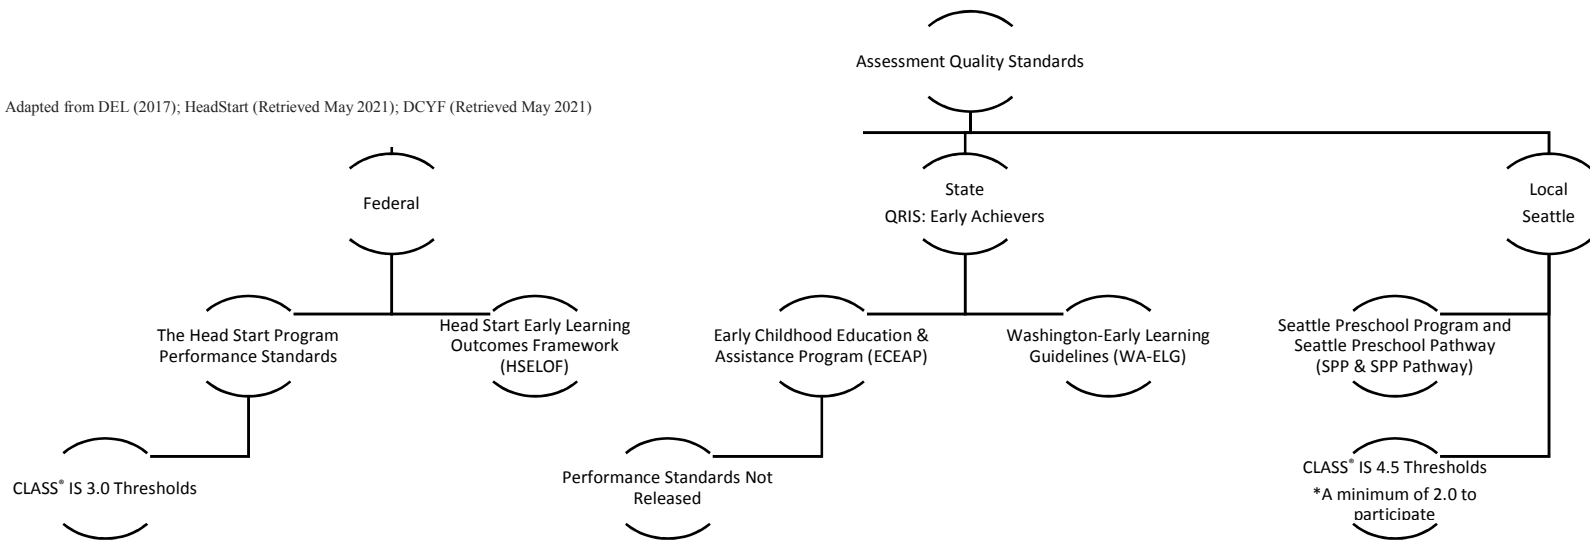 Assessment Quality Standards
Adapted from DEL (2017); HeadStart (Retrieved May 2021); DCYF (Retrieved May 2021)
Federal
State
QRIS: Early Achievers
Local
Seattle
The Head Start Program
Performance Standards
Head Start Early Learning
Outcomes Framework
(HSELOF)
Early Childhood Education &
Assistance Program (ECEAP)
Washington-Early Learning
Guidelines (WA-ELG)
Seattle Preschool Program and
Seattle Preschool Pathway
(SPP & SPP Pathway)
CLASS® IS 3.0 Thresholds
Performance Standards Not
Released
CLASS® IS 4.5 Thresholds
*A minimum of 2.0 to
participate